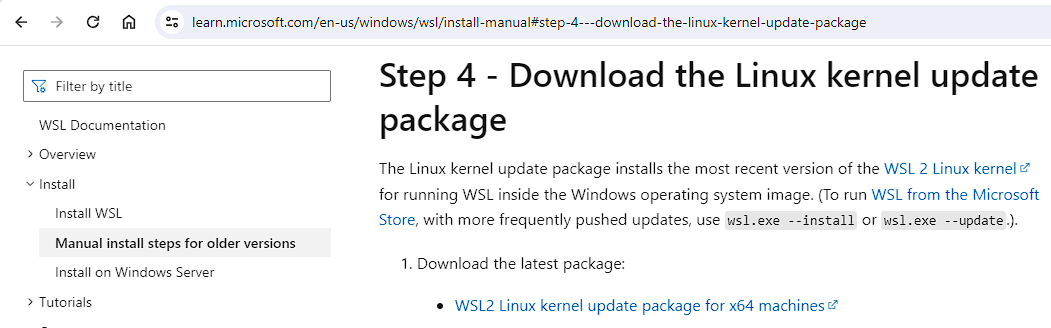 learn.microsoft.com/en-us/windows/wsl/install-manual#step-4---download-the-linux-kernel-update-package
Filter by title
WSL Documentation
Overview
Install
Install WSL
Manual install steps for older versions
Install on Windows Server
Tutorials
Step 4 - Download the Linux kernel update
package
The Linux kernel update package installs the most recent version of the WSL 2 Linux kernel
for running WSL inside the Windows operating system image. (To run WSL from the Microsoft
Store, with more frequently pushed updates, use wsl.exe --install or wsl.exe --update.).
1. Download the latest package:
• WSL2 Linux kernel update package for x64 machines